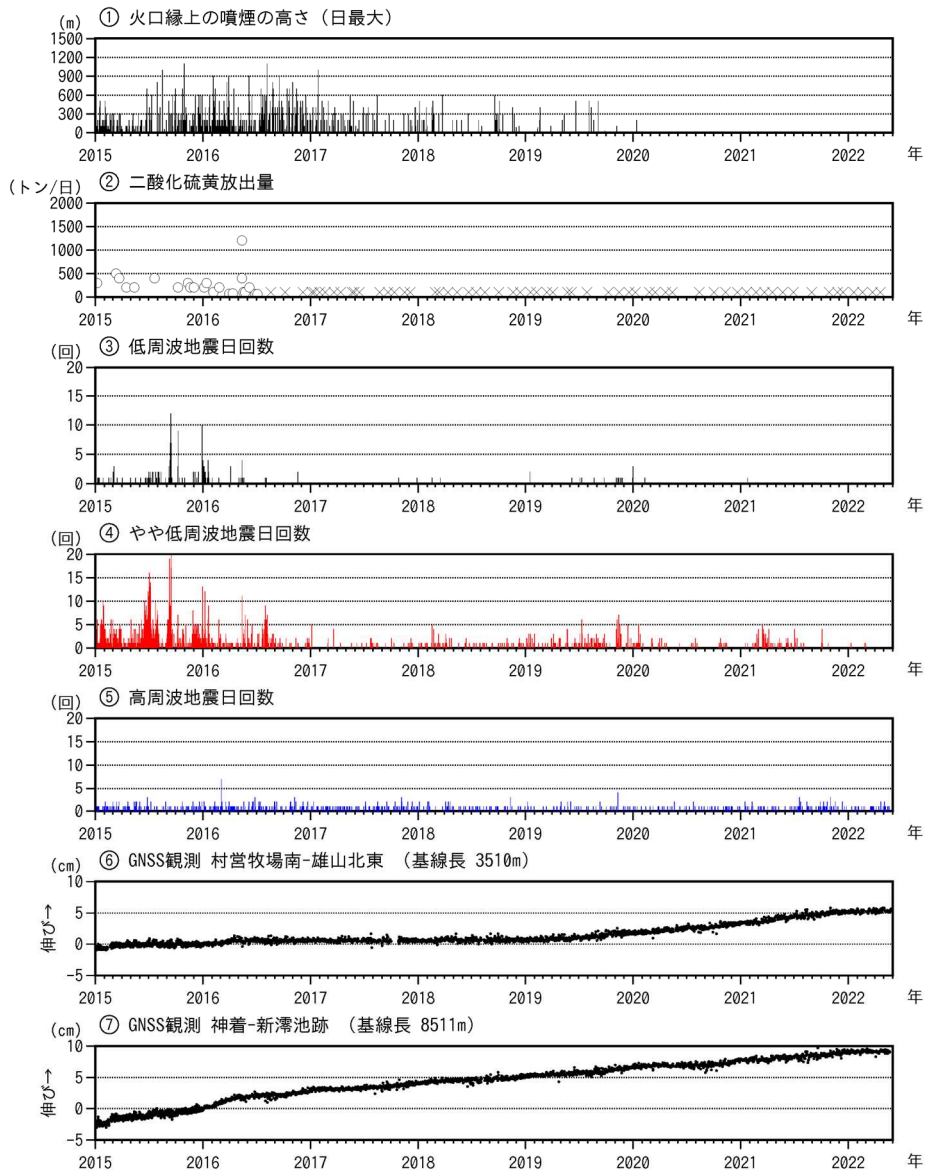 (m) ① 火口縁上の噴煙の高さ（日最大）
1500
1200
900
600
300
0
2015 2016 2017 2018 2019 2020 2021 2022 年
(トン/日) ② 二酸化硫黄放出量
2000
1500
1000
500
0
2015 2016 2017 2018 2019 2020 2021 2022 年
(回) ③ 低周波地震日回数
20
15
10
5
0
2015 2016 2017 2018 2019 2020 2021 2022 年
(回) ④ やや低周波地震日回数
20
15
10
5
0
2015 2016 2017 2018 2019 2020 2021 2022 年
(回) ⑤ 高周波地震日回数
20
15
10
5
0
2015 2016 2017 2018 2019 2020 2021 2022 年
(cm) ⑥ GNSS観測 村営牧場南-雄山北東 （基線長 3510m）
10
5
0
-5
伸び→
2015 2016 2017 2018 2019 2020 2021 2022 年
(cm) ⑦ GNSS観測 神着-新澪池跡 （基線長 8511m）
10
5
0
-5
伸び→
2015 2016 2017 2018 2019 2020 2021 2022 年